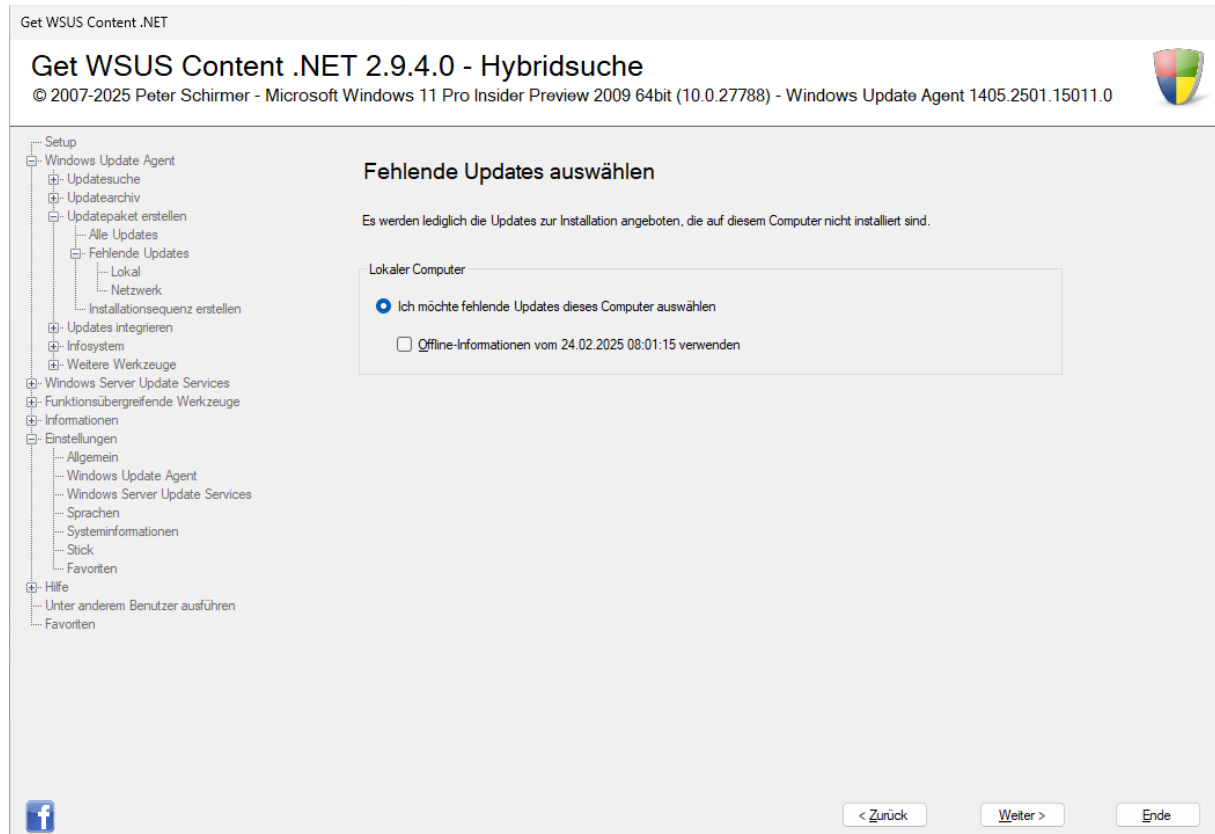 Get WSUS Content .NET
Get WSUS Content .NET 2.9.4.0 - Hybridsuche
© 2007-2025 Peter Schirmer - Microsoft Windows 11 Pro Insider Preview 2009 64bit (10.0.27788) - Windows Update Agent 1405.2501.15011.0
Setup
Windows Update Agent
Updatesuche
Updatearchiv
Updatepaket erstellen
Alle Updates
Fehlende Updates
Lokal
Netzwerk
Installationsequenz erstellen
Updates integrieren
Infosystem
Weitere Werkzeuge
Windows Server Update Services
Funktionsübergreifende Werkzeuge
Informationen
Einstellungen
Allgemein
Windows Update Agent
Windows Server Update Services
Sprachen
Systeminformationen
Stick
Favoriten
Hilfe
Unter anderem Benutzer ausführen
Favoriten
Fehlende Updates auswählen
Es werden lediglich die Updates zur Installation angeboten, die auf diesem Computer nicht installiert sind.
Lokaler Computer
Ich möchte fehlende Updates dieses Computer auswählen
Offline-Informationen vom 24.02.2025 08:01:15 verwenden
f
< Zurück
Weiter >
Ende